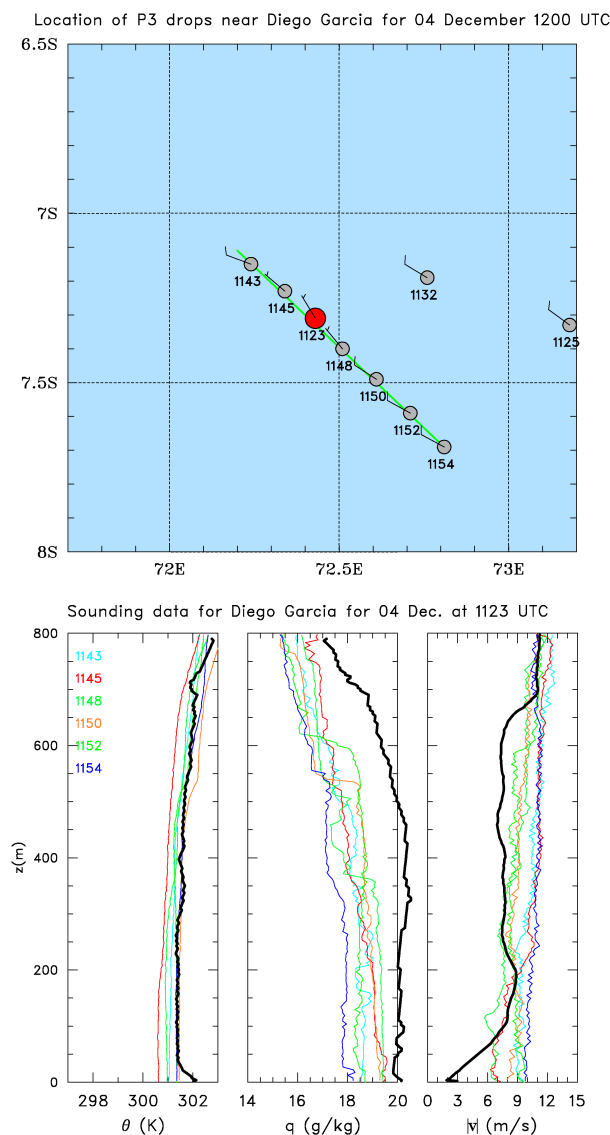 Location of P3 drops near Diego Garcia for 04 December 1200 UTC
6.5S
7S
7.5S
8S
72E
72.5E
73E
1143
1145
1123
1132
1125
1148
1150
1152
1154
Sounding data for Diego Garcia for 04 Dec. at 1123 UTC
800
600
400
200
0
z(m)
1143
1145
1148
1150
1152
1154
298
300
302
θ (K)
14
16
18
20
q (g/kg)
0
3
6
9
12
15
|v| (m/s)